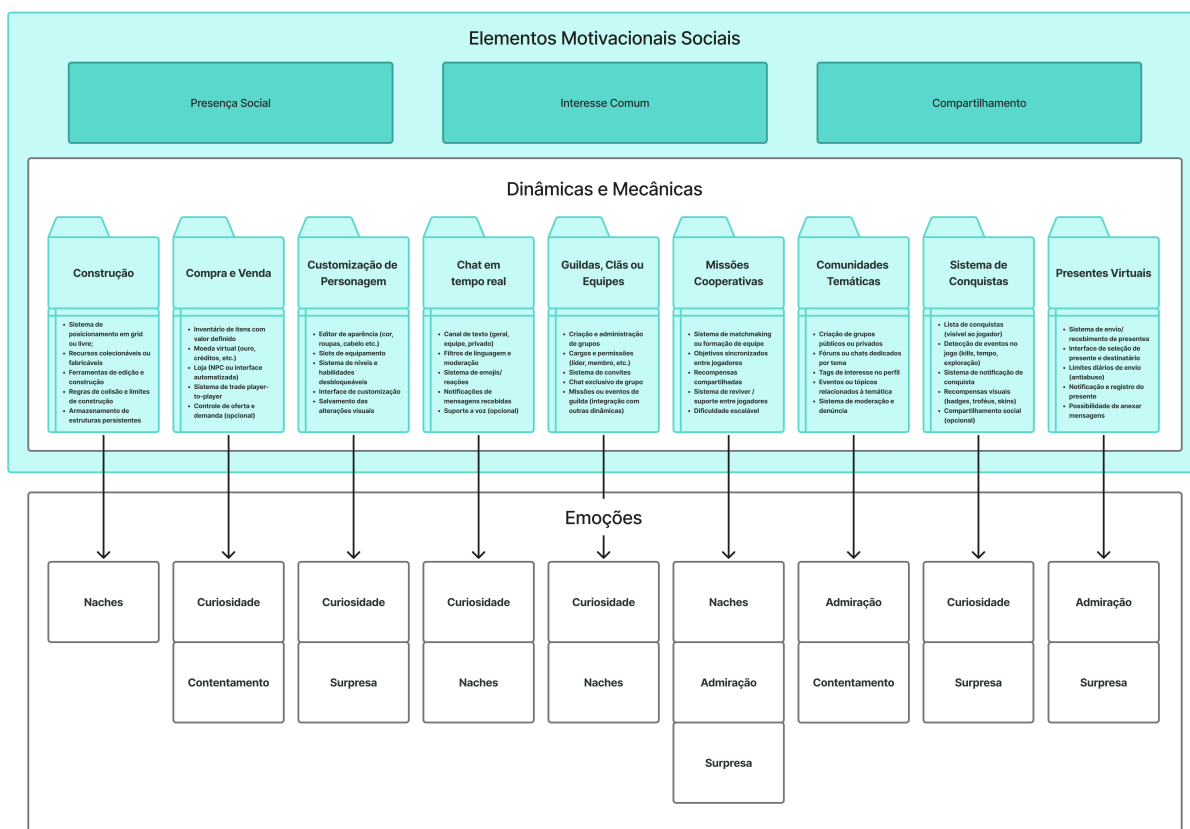 Elementos Motivacionais Sociais
Presença Social
Interesse Comum
Compartilhamento
Dinâmicas e Mecânicas
Construção
• Sistema de
posicionamento em grid
ou livre;
• Recursos colecionáveis ou
fabricáveis
• Ferramentas de edição e
construção
• Regras de colisão e limites
de construção
• Armazenamento de
estruturas persistentes
Compra e Venda
• Inventário de itens com
valor definido
• Moeda virtual (ouro,
créditos, etc.)
• Loja (NPC ou interface
automatizada)
• Sistema de trade player-
to-player
• Controle de oferta e
demanda (opcional)
Customização de
Personagem
• Editor de aparência (cor,
roupas, cabelo etc.)
• Slots de equipamento
• Sistema de níveis e
habilidades
desbloqueáveis
• Interface de customização
• Salvamento das
alterações visuais
Chat em
tempo real
• Canal de texto (geral,
equipe, privado)
• Filtros de linguagem e
moderação
• Sistema de emojis/
reações
• Notificações de
mensagens recebidas
• Suporte a voz (opcional)
Guildas, Clãs ou
Equipes
• Criação e administração
de grupos
• Cargos e permissões
(líder, membro, etc.)
• Sistema de convites
• Chat exclusivo de grupo
• Missões ou eventos de
guilda (integração com
outras dinâmicas)
Missões
Cooperativas
• Sistema de matchmaking
ou formação de equipe
• Objetivos sincronizados
entre jogadores
• Recompensas
compartilhadas
• Sistema de reviver /
suporte entre jogadores
• Dificuldade escalável
Comunidades
Temáticas
• Criação de grupos
públicos ou privados
• Fóruns ou chats dedicados
por tema
• Tags de interesse no perfil
• Eventos ou tópicos
relacionados à temática
• Sistema de moderação e
denúncia
Sistema de
Conquistas
• Lista de conquistas
(visível ao jogador)
• Detecção de eventos no
jogo (kills, tempo,
exploração)
• Sistema de notificação de
conquista
• Recompensas visuais
(badges, troféus, skins)
• Compartilhamento social
(opcional)
Presentes Virtuais
• Sistema de envio/
recebimento de presentes
• Interface de seleção de
presente e destinatário
• Limites diários de envio
(antiabuso)
• Notificação e registro do
presente
• Possibilidade de anexar
mensagens
Emoções
Naches
Curiosidade
Contentamento
Curiosidade
Surpresa
Curiosidade
Naches
Curiosidade
Naches
Naches
Admiração
Surpresa
Admiração
Contentamento
Curiosidade
Surpresa
Admiração
Surpresa